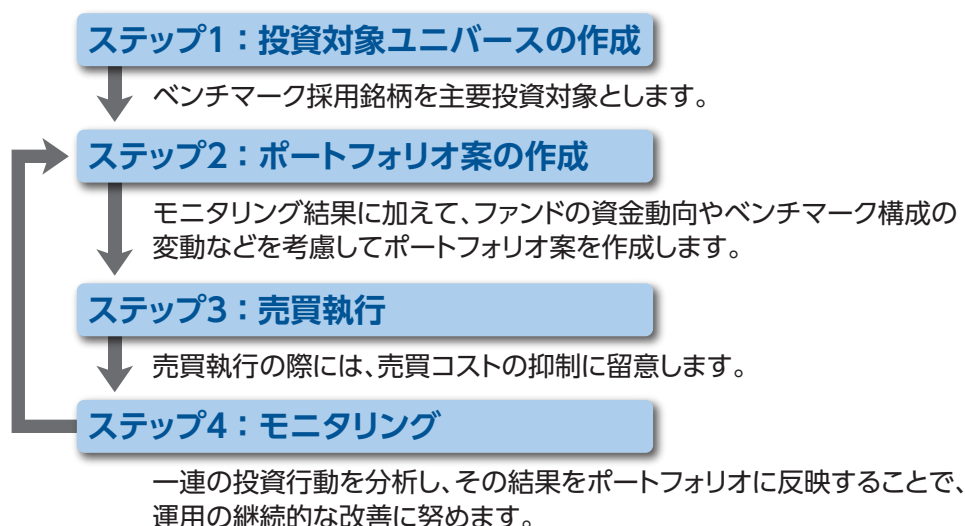 ステップ1：投資対象ユニバースの作成
ベンチマーク採用銘柄を主要投資対象とします。
ステップ2：ポートフォリオ案の作成
モニタリング結果に加えて、ファンドの資金動向やベンチマーク構成の
変動などを考慮してポートフォリオ案を作成します。
ステップ3：売買執行
売買執行の際には、売買コストの抑制に留意します。
ステップ4：モニタリング
一連の投資行動を分析し、その結果をポートフォリオに反映することで、
運用の継続的な改善に努めます。